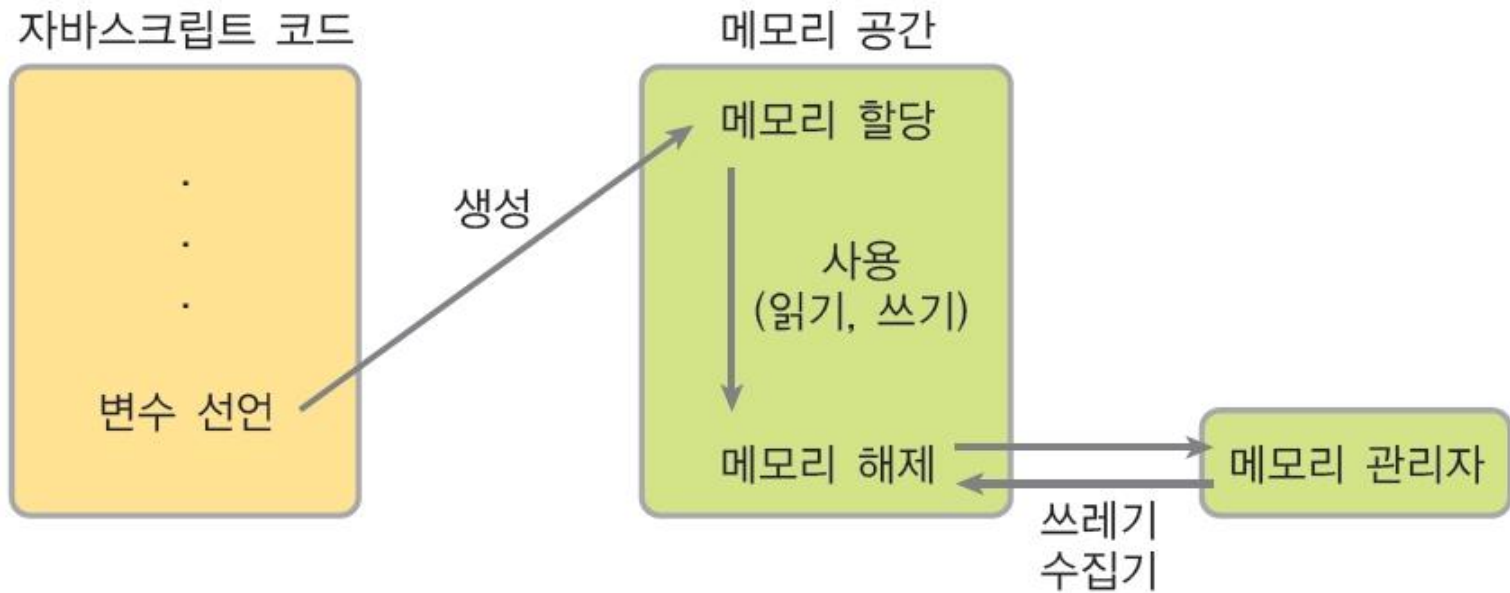 자바스크립트 코드
.
.
.
변수 선언
생성
메모리 공간
메모리 할당
사용
(읽기, 쓰기)
메모리 해제
메모리 관리자
쓰레기
수집기